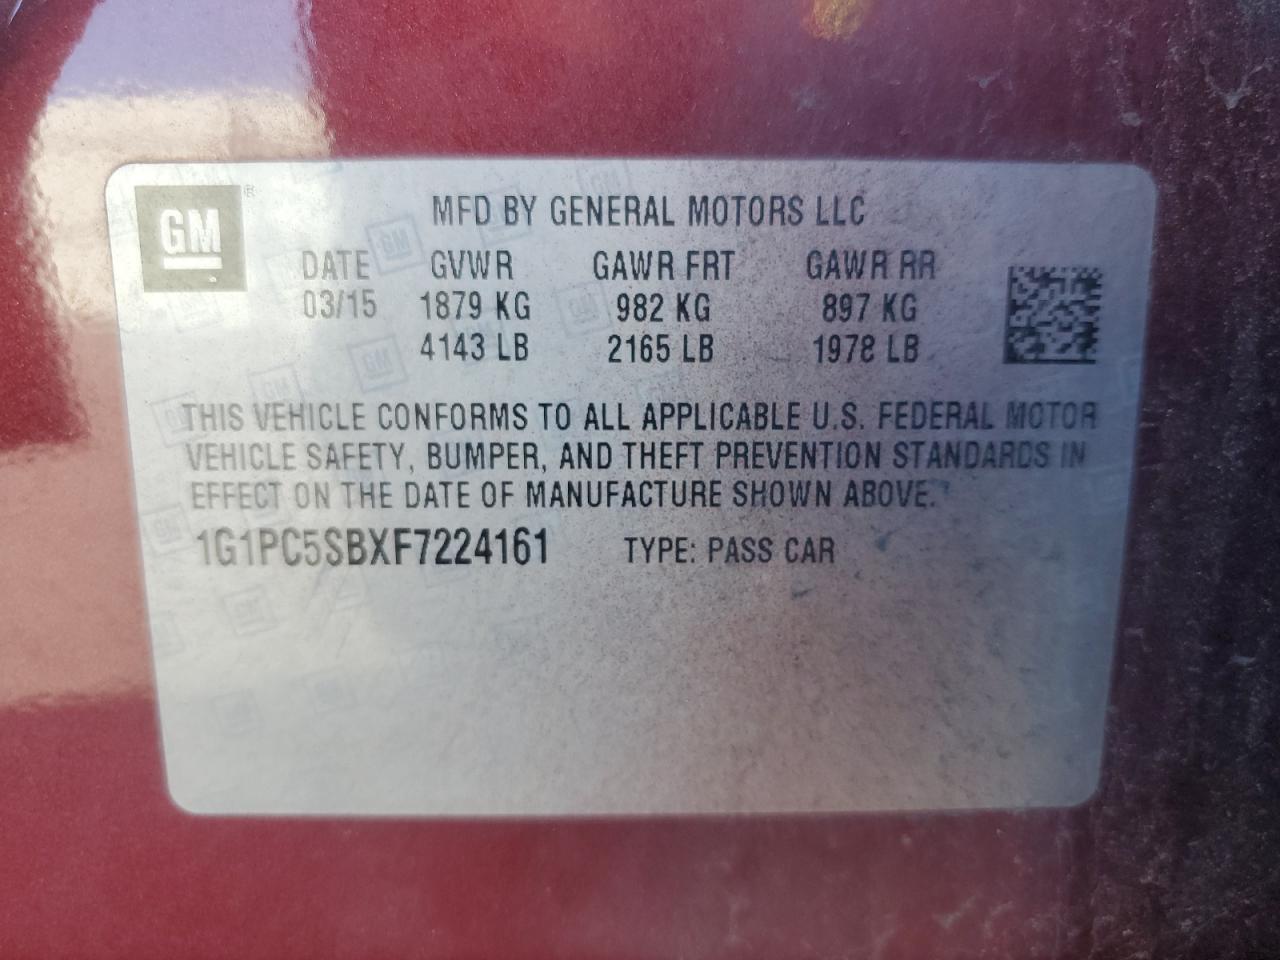 GM ®
MFD BY GENERAL MOTORS LLC
DATE GVWR GAWR FRT GAWR RR
03/15 1879 KG 982 KG 897 KG
4143 LB 2165 LB 1978 LB
THIS VEHICLE CONFORMS TO ALL APPLICABLE U.S. FEDERAL MOTOR
VEHICLE SAFETY, BUMPER, AND THEFT PREVENTION STANDARDS IN
EFFECT ON THE DATE OF MANUFACTURE SHOWN ABOVE.
1G1PC5SBXF7224161 TYPE: PASS CAR